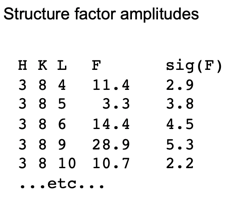 Structure factor amplitudes
H K L F sig(F)
3 8 4 11.4 2.9
3 8 5 3.3 3.8
3 8 6 14.4 4.5
3 8 9 28.9 5.3
3 8 10 10.7 2.2
...etc...